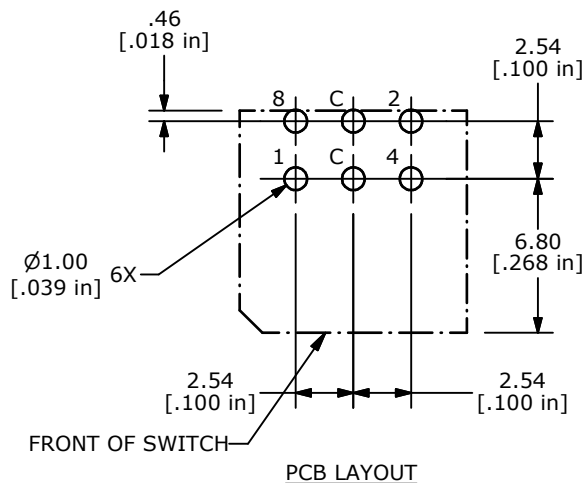 .46
[.018 in]
2.54
[.100 in]
8 C 2
1 C 4
6.80
[.268 in]
Ø1.00
[.039 in] 6X
2.54
[.100 in]
2.54
[.100 in]
FRONT OF SWITCH
PCB LAYOUT